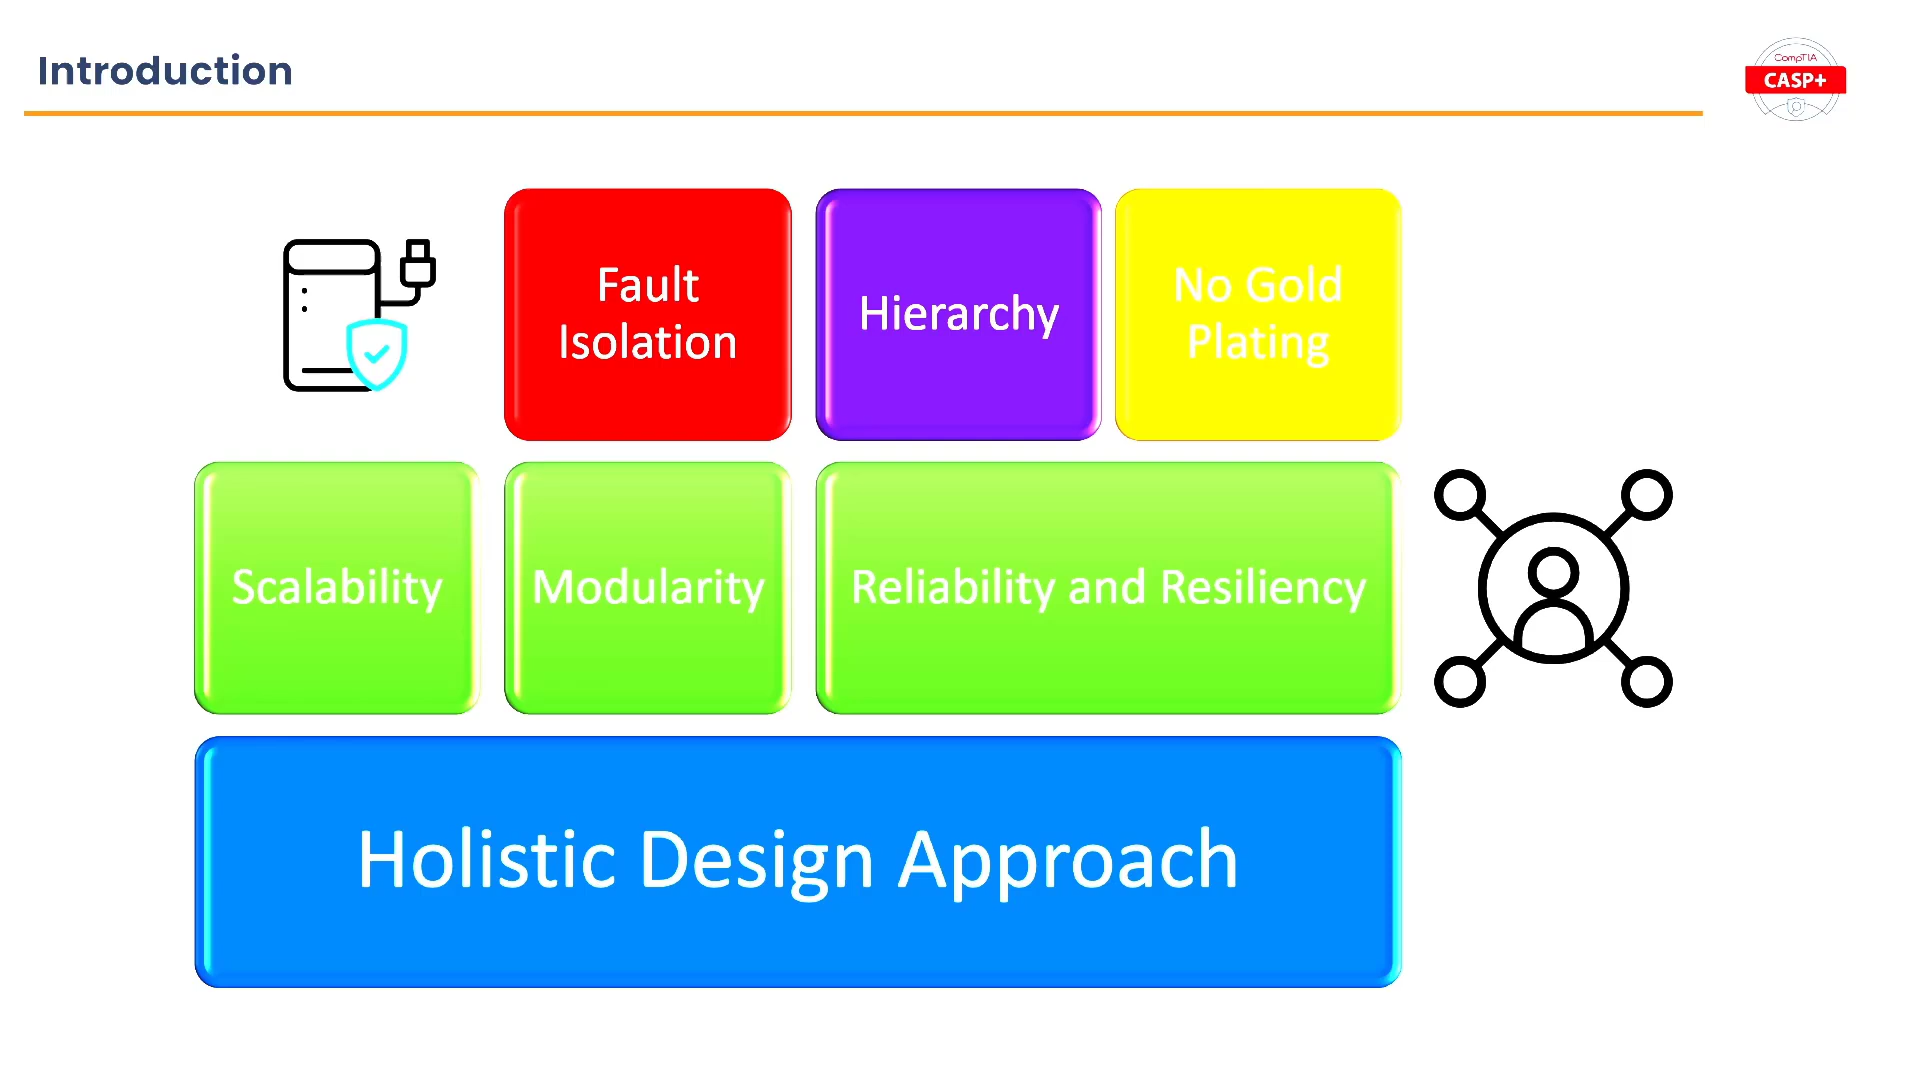 Introduction
CompTIA
CASP+
Fault
Isolation
Hierarchy
No Gold
Plating
Scalability
Modularity
Reliability and Resiliency
Holistic Design Approach